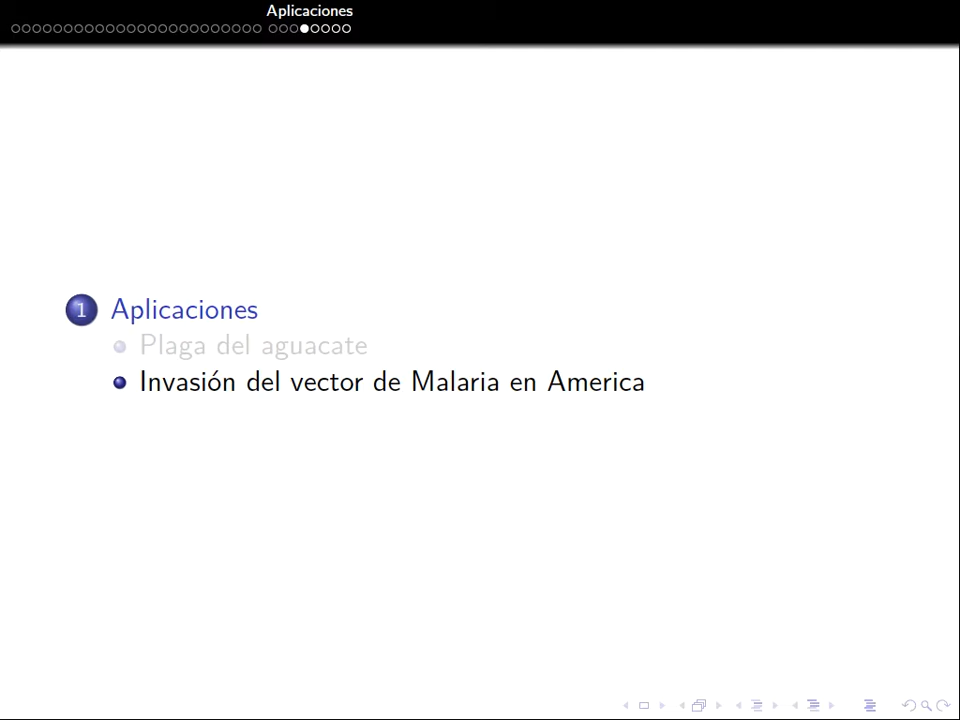 Aplicaciones
1 Aplicaciones
Plaga del aguacate
Invasión del vector de Malaria en America